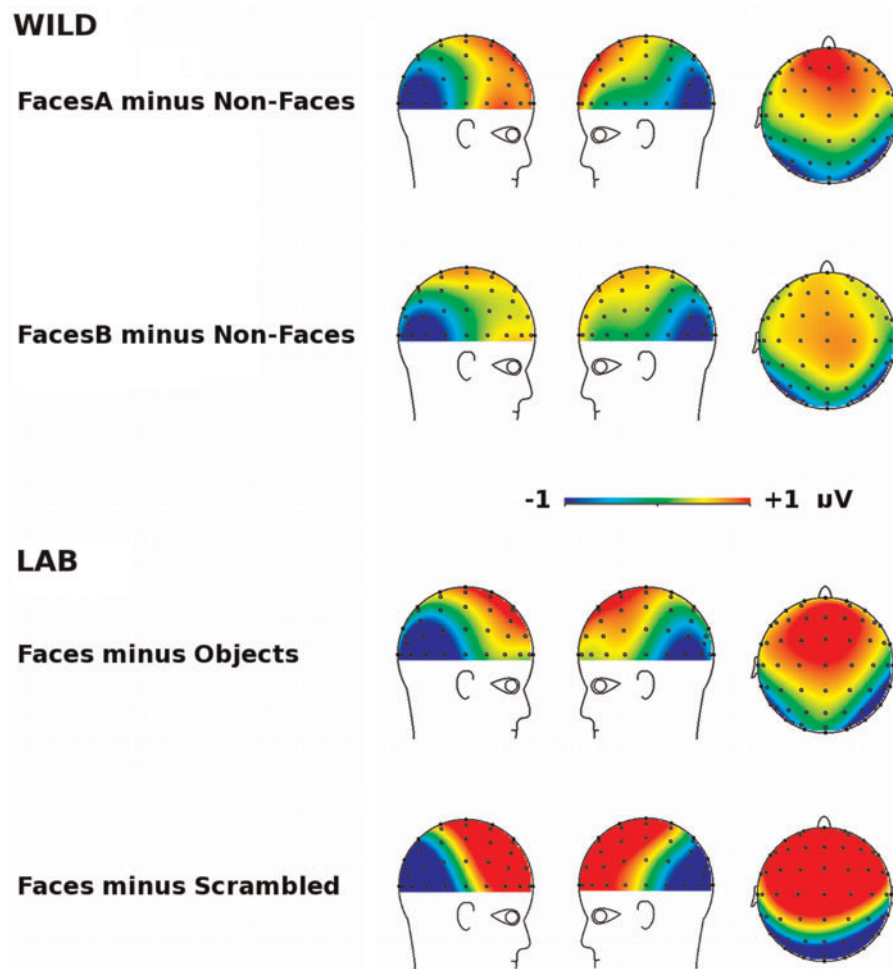 WILD
FacesA minus Non-Faces
FacesB minus Non-Faces
-1 +1 µV
LAB
Faces minus Objects
Faces minus Scrambled